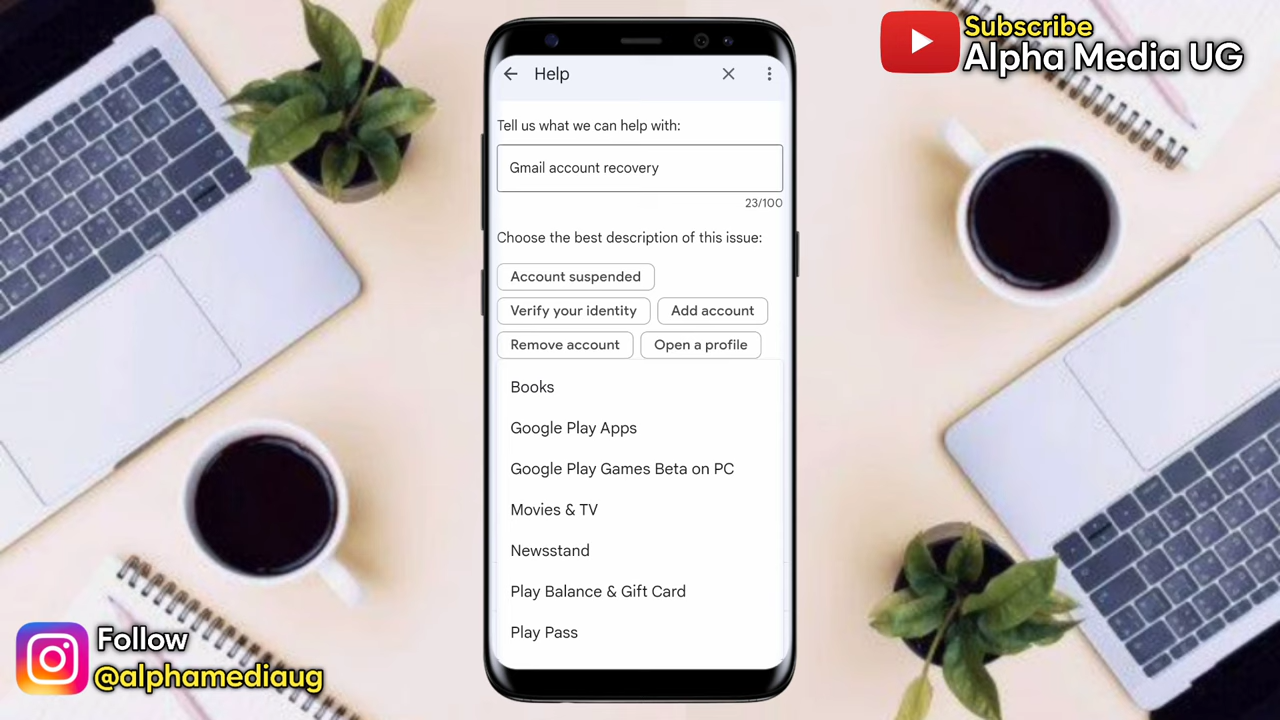 Subscribe
Alpha Media UG
Help
Tell us what we can help with:
Gmail account recovery
23/100
Choose the best description of this issue:
Account suspended
Verify your identity
Add account
Remove account
Open a profile
Books
Google Play Apps
Google Play Games Beta on PC
Movies & TV
Newsstand
Play Balance & Gift Card
Play Pass
Follow
@alphamediaug